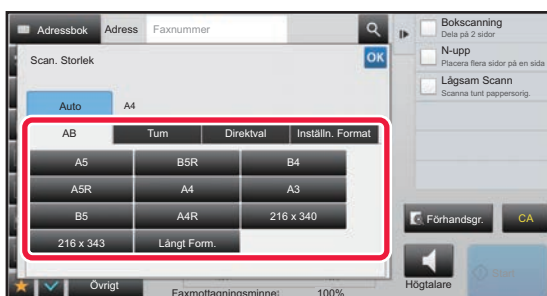 Adressbok Adress Faxnummer
Scan. Storlek OK
Auto A4
AB Tum Direktval Inställn. Format
A5 B5R B4
A5R A4 A3
B5 A4R 216 x 340
216 x 343 Långt Form.
Övrigt
Faxmottagningsminne: 100%
Bokscanning
Dela på 2 sidor
N-upp
Placera flera sidor på en sida
Lågsam Scann
Scanna tunt pappersorig.
Förhandsgr. CA
Högtalare Start